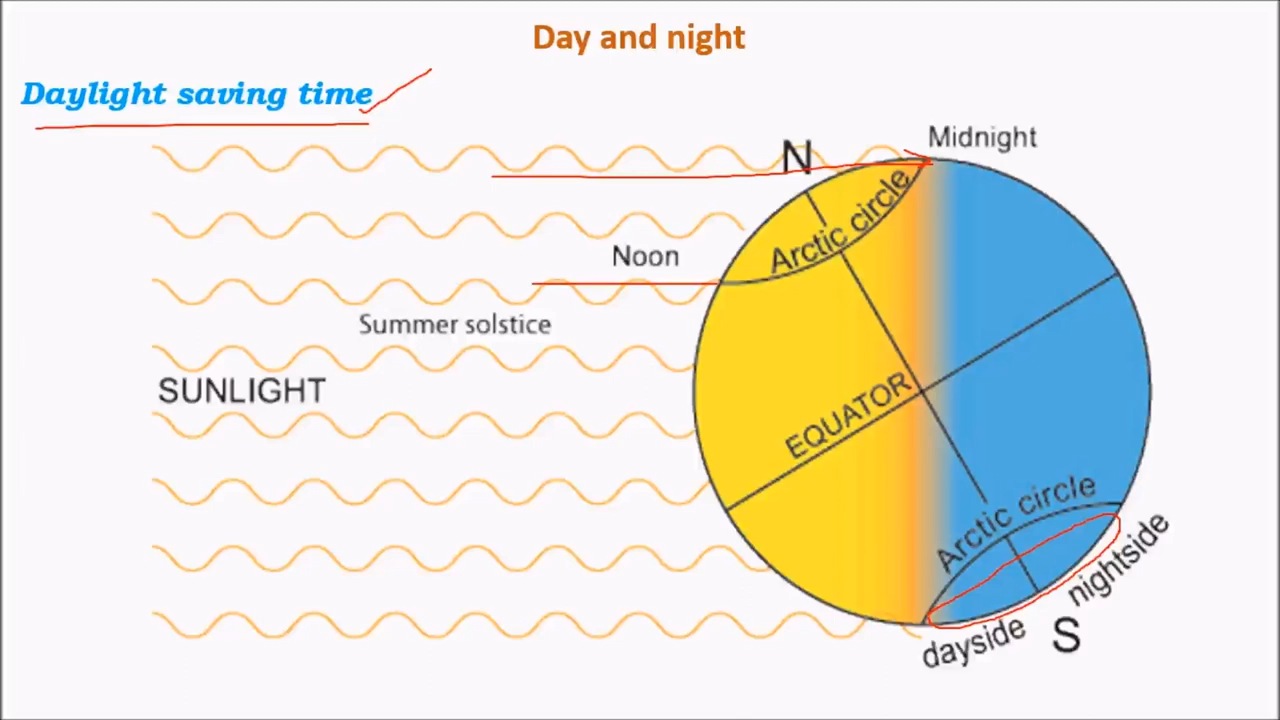 Day and night
Daylight saving time
Midnight
N
Arctic circle
Noon
Summer solstice
SUNLIGHT
EQUATOR
Arctic circle
nightside
dayside
S